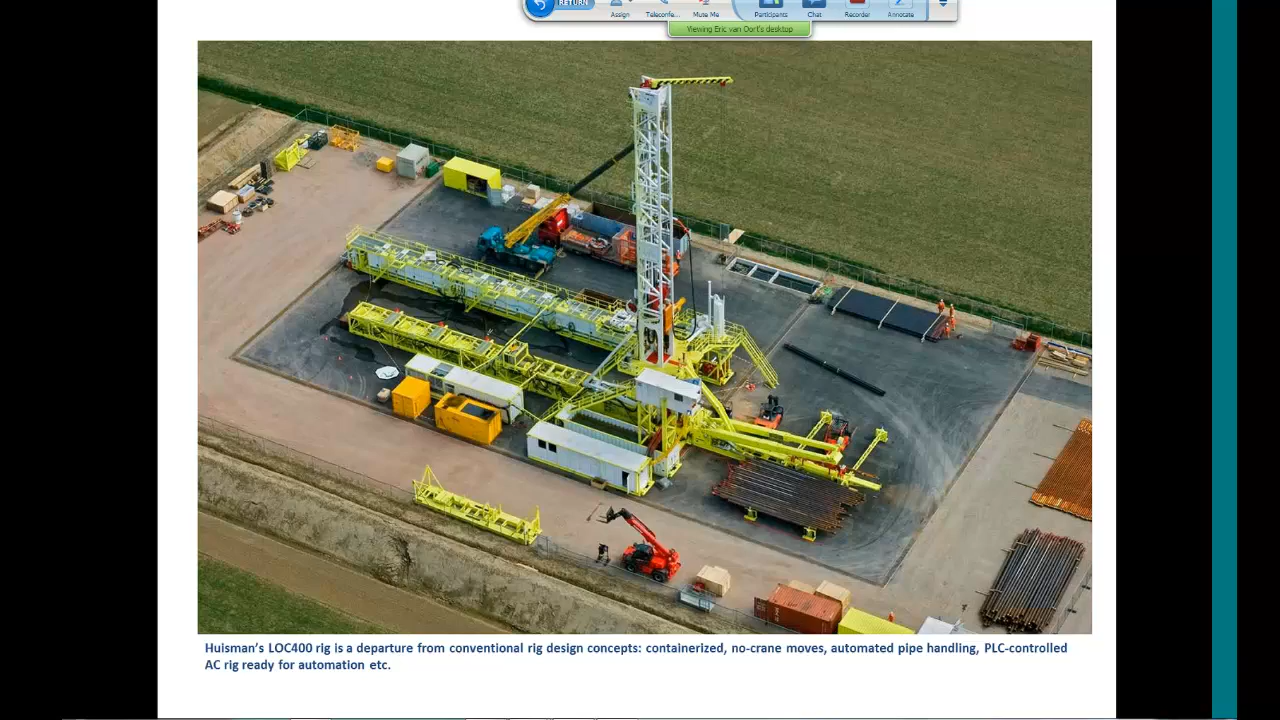 RETURN
Assign
Teleconfe...
Mute Me
Participants
Chat
Recorder
Annotate
Viewing Eric van Oort's desktop
Huisman's LOC400 rig is a departure from conventional rig design concepts: containerized, no-crane moves, automated pipe handling, PLC-controlled
AC rig ready for automation etc.